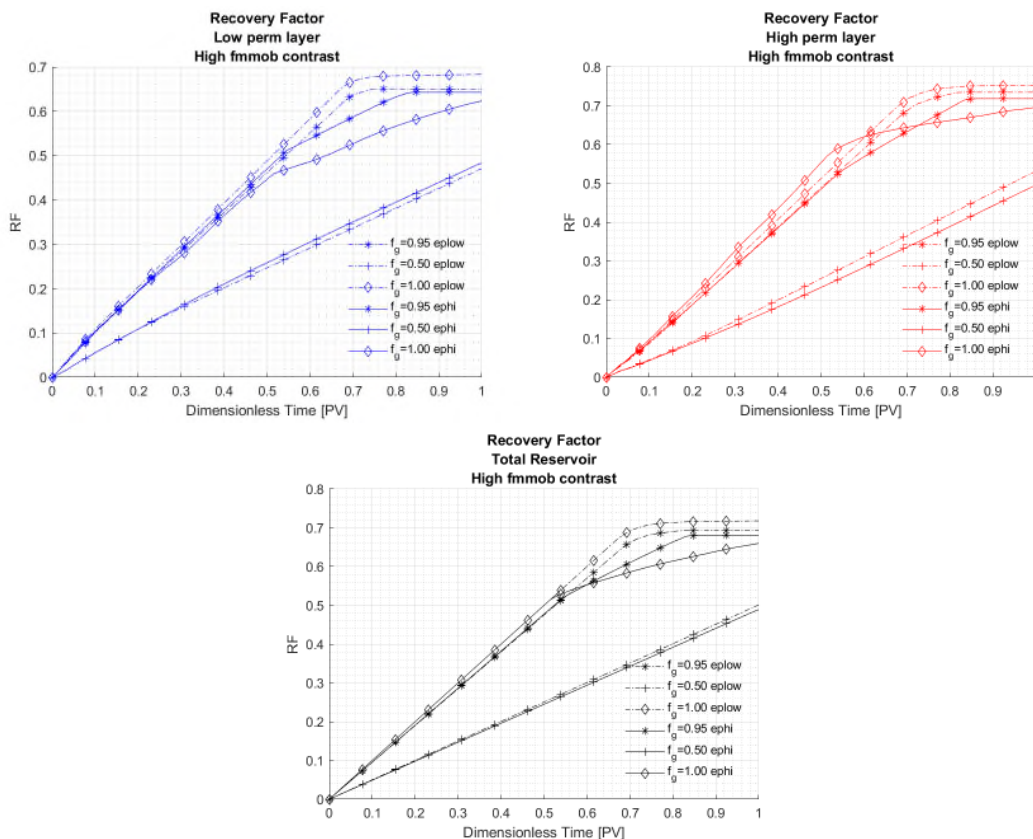 Recovery Factor
Low perm layer
High fmmob contrast
0.7
0.6
0.5
0.4
0.3
0.2
0.1
0
RF
f_g=0.95 eplow
f_g=0.50 eplow
f_g=1.00 eplow
f_g=0.95 ephi
f_g=0.50 ephi
f_g=1.00 ephi
0 0.1 0.2 0.3 0.4 0.5 0.6 0.7 0.8 0.9 1
Dimensionless Time [PV]
Recovery Factor
High perm layer
High fmmob contrast
0.8
0.7
0.6
0.5
0.4
0.3
0.2
0.1
0
RF
f_g=0.95 eplow
f_g=0.50 eplow
f_g=1.00 eplow
f_g=0.95 ephi
f_g=0.50 ephi
f_g=1.00 ephi
0 0.1 0.2 0.3 0.4 0.5 0.6 0.7 0.8 0.9
Dimensionless Time [PV]
Recovery Factor
Total Reservoir
High fmmob contrast
0.8
0.7
0.6
0.5
0.4
0.3
0.2
0.1
0
RF
f_g=0.95 eplow
f_g=0.50 eplow
f_g=1.00 eplow
f_g=0.95 ephi
f_g=0.50 ephi
f_g=1.00 ephi
0 0.1 0.2 0.3 0.4 0.5 0.6 0.7 0.8 0.9 1
Dimensionless Time [PV]